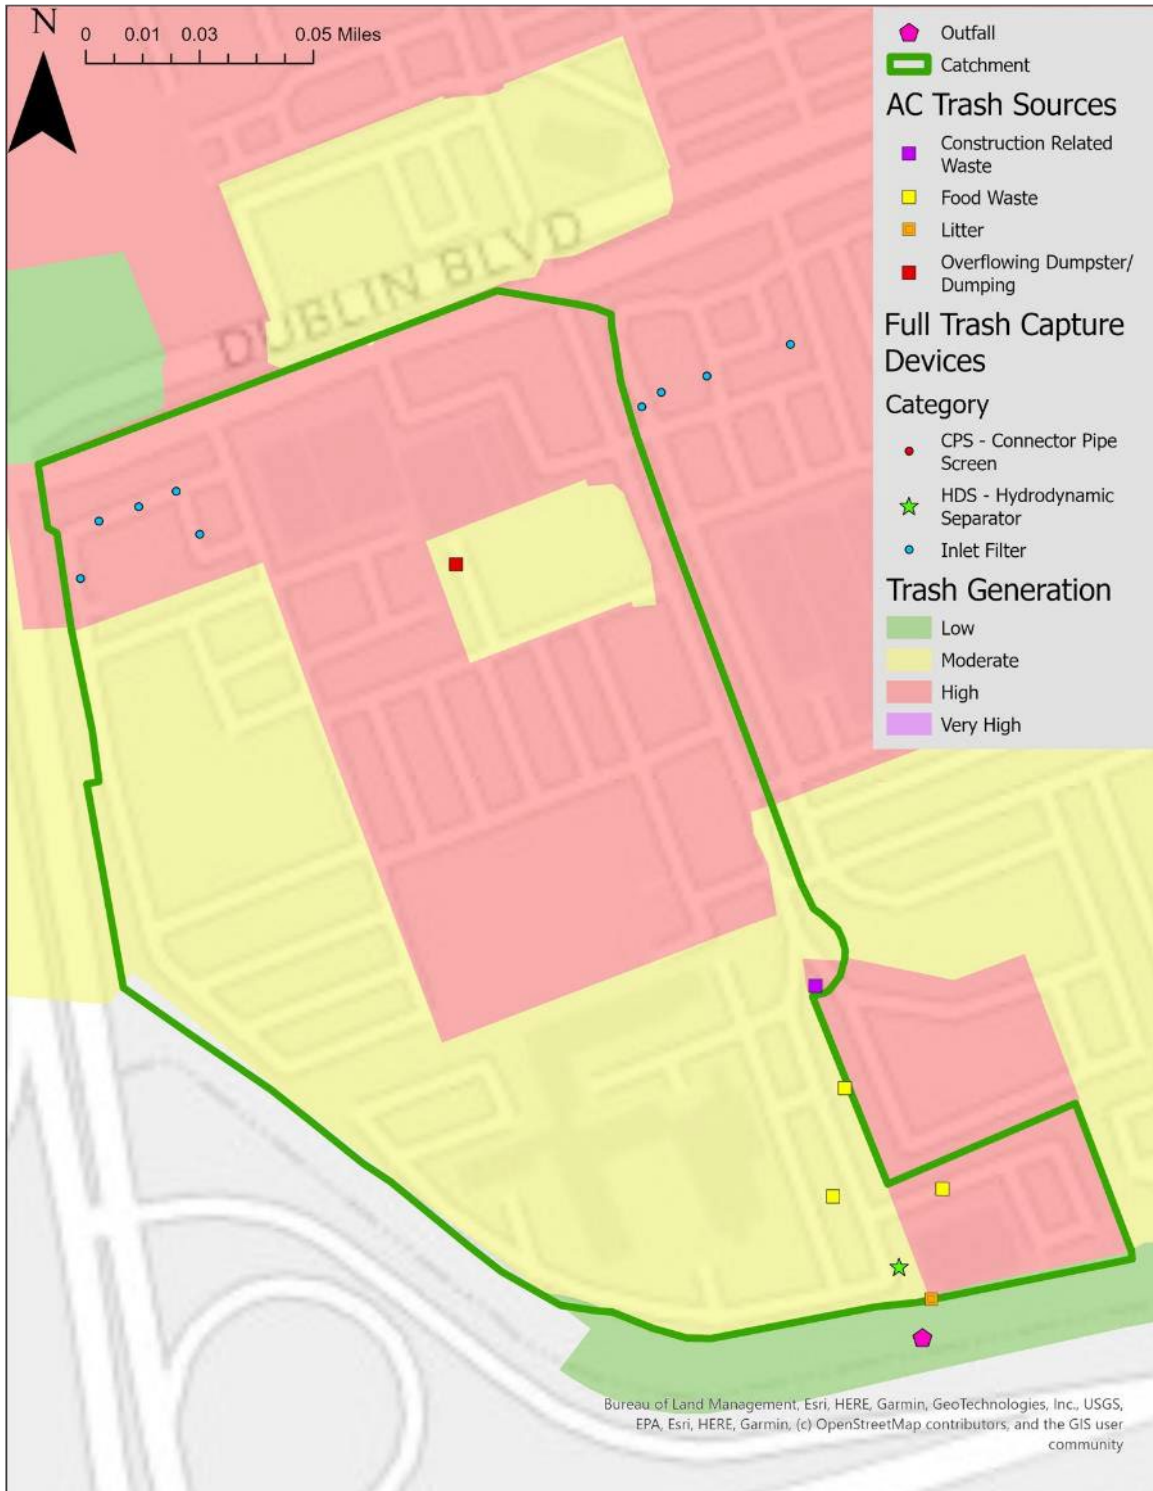 N
0 0.01 0.03 0.05 Miles
DUBLIN BLVD
Outfall
Catchment
AC Trash Sources
Construction Related
Waste
Food Waste
Litter
Overflowing Dumpster/
Dumping
Full Trash Capture
Devices
Category
CPS - Connector Pipe
Screen
HDS - Hydrodynamic
Separator
Inlet Filter
Trash Generation
Low
Moderate
High
Very High
Bureau of Land Management, Esri, HERE, Garmin, GeoTechnologies, Inc., USGS,
EPA, Esri, HERE, Garmin, (c) OpenStreetMap contributors, and the GIS user
community